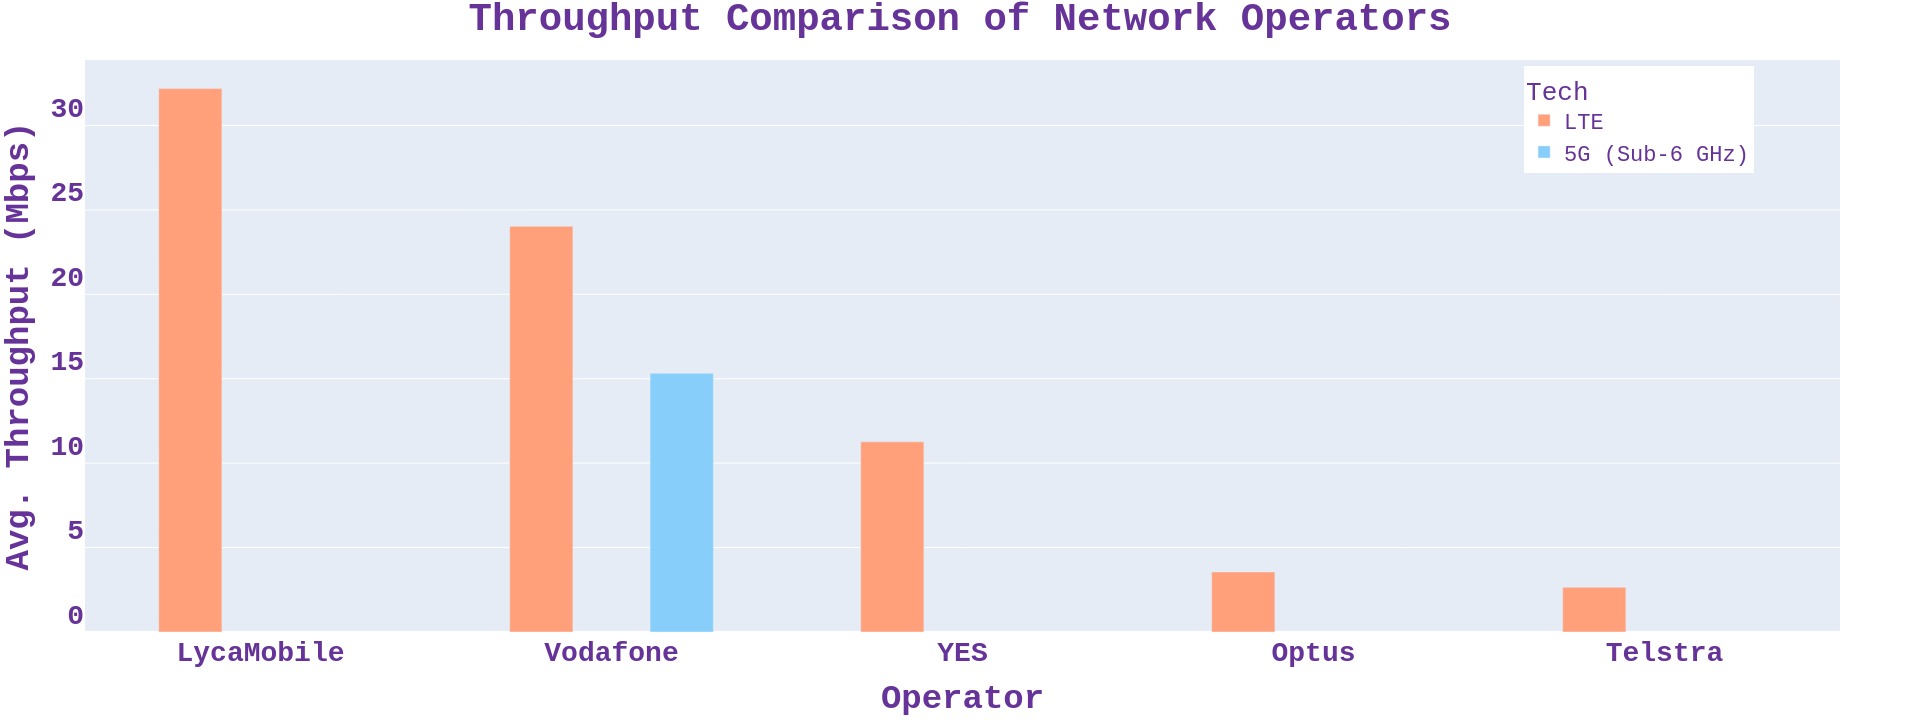 Throughput Comparison of Network Operators
Avg. Throughput (Mbps)
30
25
20
15
10
5
0
Tech
LTE
5G (Sub-6 GHz)
LycaMobile
Vodafone
YES
Optus
Telstra
Operator